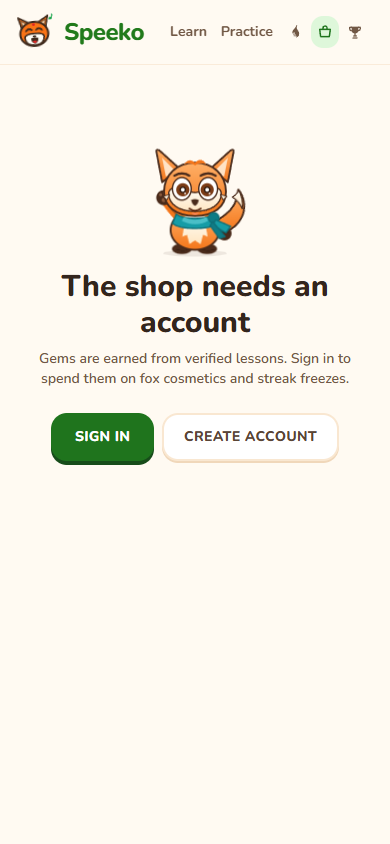 Speeko
Learn
Practice
The shop needs an
account
Gems are earned from verified lessons. Sign in to
spend them on fox cosmetics and streak freezes.
SIGN IN
CREATE ACCOUNT